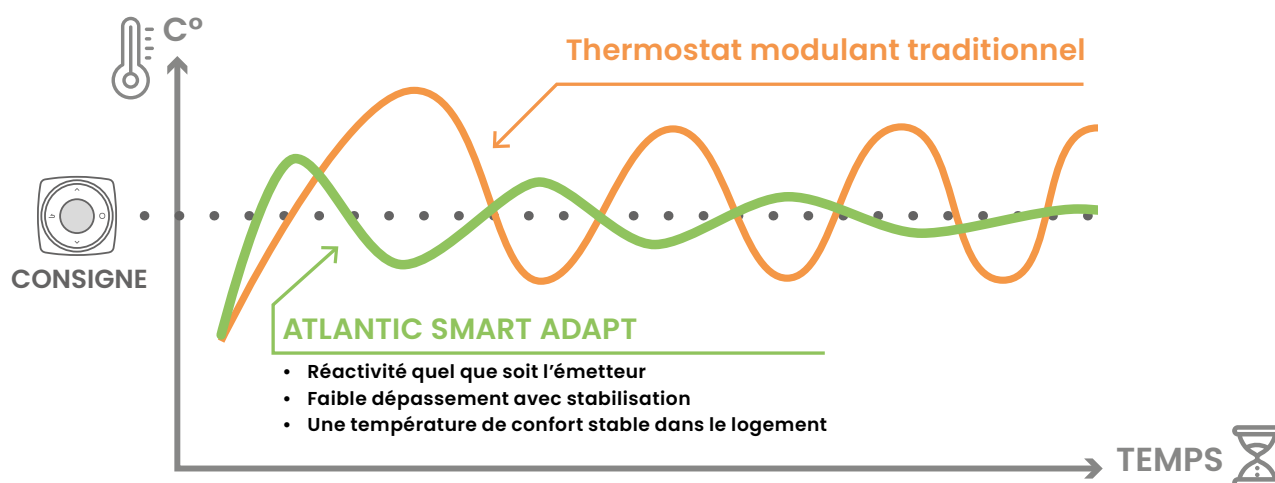 C°
Thermostat modulant traditionnel
CONSIGNE
ATLANTIC SMART ADAPT
• Réactivité quel que soit l’émetteur
• Faible dépassement avec stabilisation
• Une température de confort stable dans le logement
TEMPS